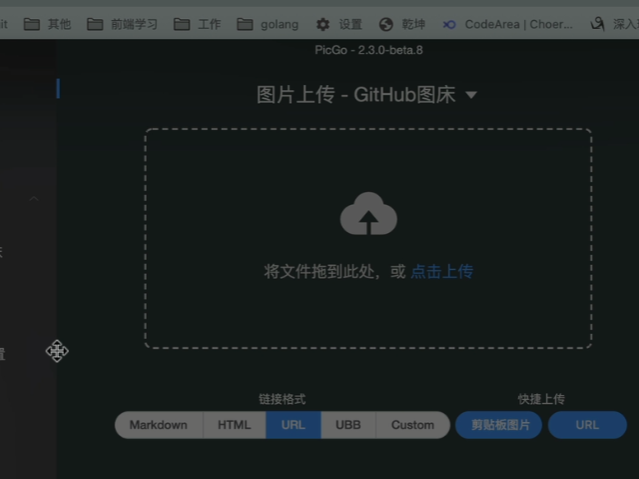 it 其他 前端学习 工作 golang 设置 乾坤 CodeArea | Choer... 深入
PicGo - 2.3.0-beta.8
图片上传 - GitHub图床
将文件拖到此处，或 点击上传
置
链接格式 快捷上传
Markdown HTML URL UBB Custom 剪贴板图片 URL